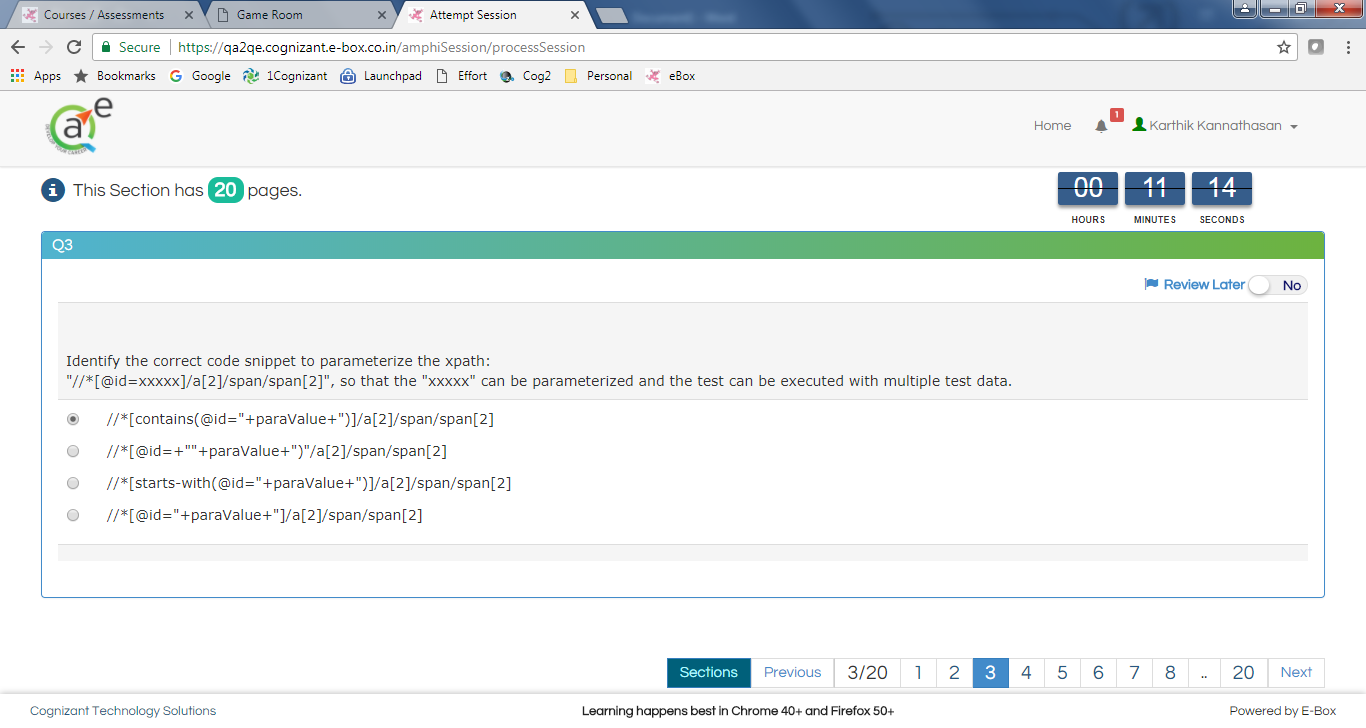 Courses / Assessments
Game Room
Attempt Session
Secure
https://qa2qe.cognizant.e-box.co.in/amphiSession/processSession
Apps
Bookmarks
Google
1Cognizant
Launchpad
Effort
Cog2
Personal
eBox
a e
Home
1
Karthik Kannathasan
This Section has 20 pages.
00 11 14
HOURS MINUTES SECONDS
Q3
Review Later No
Identify the correct code snippet to parameterize the xpath:
"//*[@id=xxxxx]/a[2]/span/span[2]", so that the "xxxxx" can be parameterized and the test can be executed with multiple test data.
//*[contains(@id="+paraValue+")]/a[2]/span/span[2]
//*[@id=+""+paraValue+")"/a[2]/span/span[2]
//*[starts-with(@id="+paraValue+")]/a[2]/span/span[2]
//*[@id="+paraValue+"]/a[2]/span/span[2]
Sections Previous 3/20 1 2 3 4 5 6 7 8 .. 20 Next
Cognizant Technology Solutions
Learning happens best in Chrome 40+ and Firefox 50+
Powered by E-Box